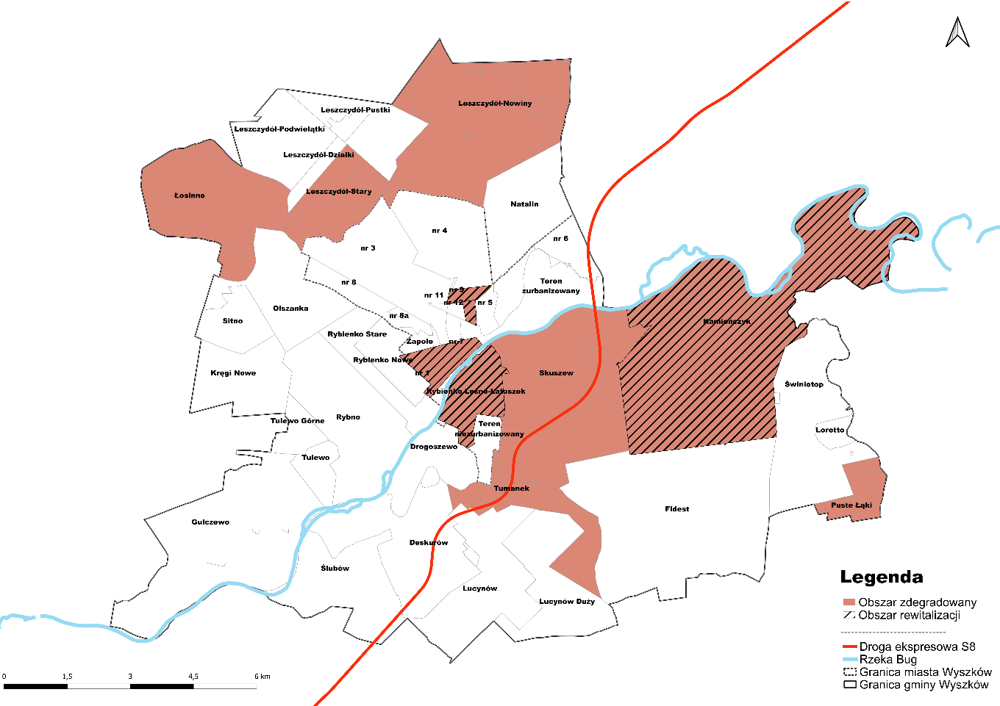 Leszczydół-Nowiny
Leszczydół-Pustki
Leszczydół-Podwielątki
Leszczydół-Działki
Leszczydół-Stary
Łosinno
Natalin
nr 4
nr 6
nr 3
nr 8
Teren
zurbanizowany
nr 9
nr 11
nr 12
nr 5
Olszanka
Sitno
nr 8a
Kamieńczyk
Rybienko Stare
Zapole
nr 7
Rybienko Nowe
Kręgi Nowe
nr 1
Skuszew
Świniotop
Rybienko Leśne-Latoszek
Rybno
Tulewo Górne
Teren
niezurbanizowany
Loretto
Drogoszewo
Tulewo
Tumanek
Puste Łąki
Fidest
Gulczewo
Deskurów
Ślubów
Lucynów
Lucynów Duży
Legenda
Obszar zdegradowany
Obszar rewitalizacji
Droga ekspresowa S8
Rzeka Bug
Granica miasta Wyszków
Granica gminy Wyszków
0 1,5 3 4,5 6 km